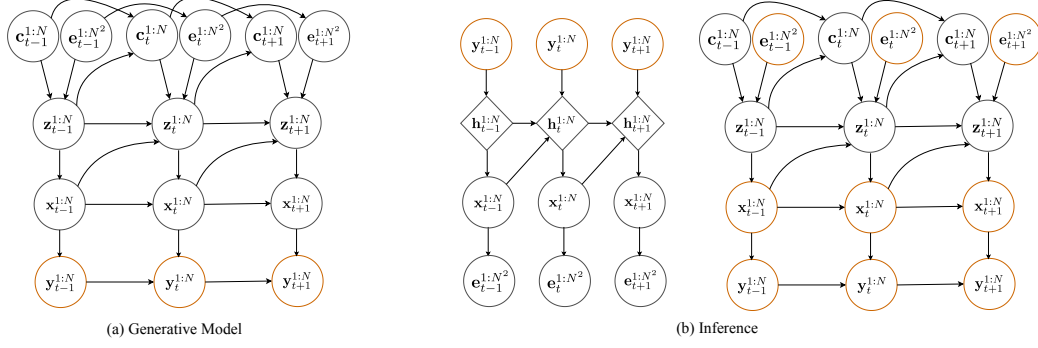 c_{t-1}^{1:N} e_{t-1}^{1:N^2} c_t^{1:N} e_t^{1:N^2} c_{t+1}^{1:N} e_{t+1}^{1:N^2}
z_{t-1}^{1:N} z_t^{1:N} z_{t+1}^{1:N}
x_{t-1}^{1:N} x_t^{1:N} x_{t+1}^{1:N}
y_{t-1}^{1:N} y_t^{1:N} y_{t+1}^{1:N}
(a) Generative Model
y_{t-1}^{1:N} y_t^{1:N} y_{t+1}^{1:N}
h_{t-1}^{1:N} h_t^{1:N} h_{t+1}^{1:N}
x_{t-1}^{1:N} x_t^{1:N} x_{t+1}^{1:N}
e_{t-1}^{1:N^2} e_t^{1:N^2} e_{t+1}^{1:N^2}
c_{t-1}^{1:N} e_{t-1}^{1:N^2} c_t^{1:N} e_t^{1:N^2} c_{t+1}^{1:N} e_{t+1}^{1:N^2}
z_{t-1}^{1:N} z_t^{1:N} z_{t+1}^{1:N}
x_{t-1}^{1:N} x_t^{1:N} x_{t+1}^{1:N}
y_{t-1}^{1:N} y_t^{1:N} y_{t+1}^{1:N}
(b) Inference